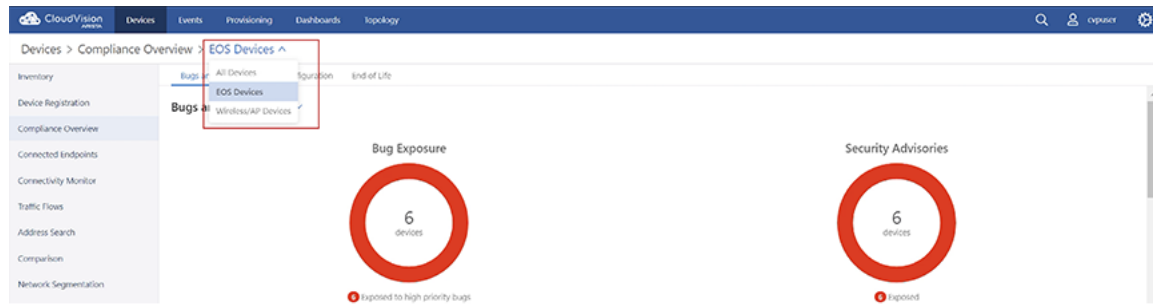 CloudVision
ARISTA
Devices
Events
Provisioning
Dashboards
Topology
cvpuser
Devices > Compliance Overview > EOS Devices
All Devices
EOS Devices
Wireless/AP Devices
Inventory
Device Registration
Compliance Overview
Connected Endpoints
Connectivity Monitor
Traffic Flows
Address Search
Comparison
Network Segmentation
End of Life
Bugs
Bug Exposure
6
devices
6 Exposed to high priority bugs
Security Advisories
6
devices
6 Exposed